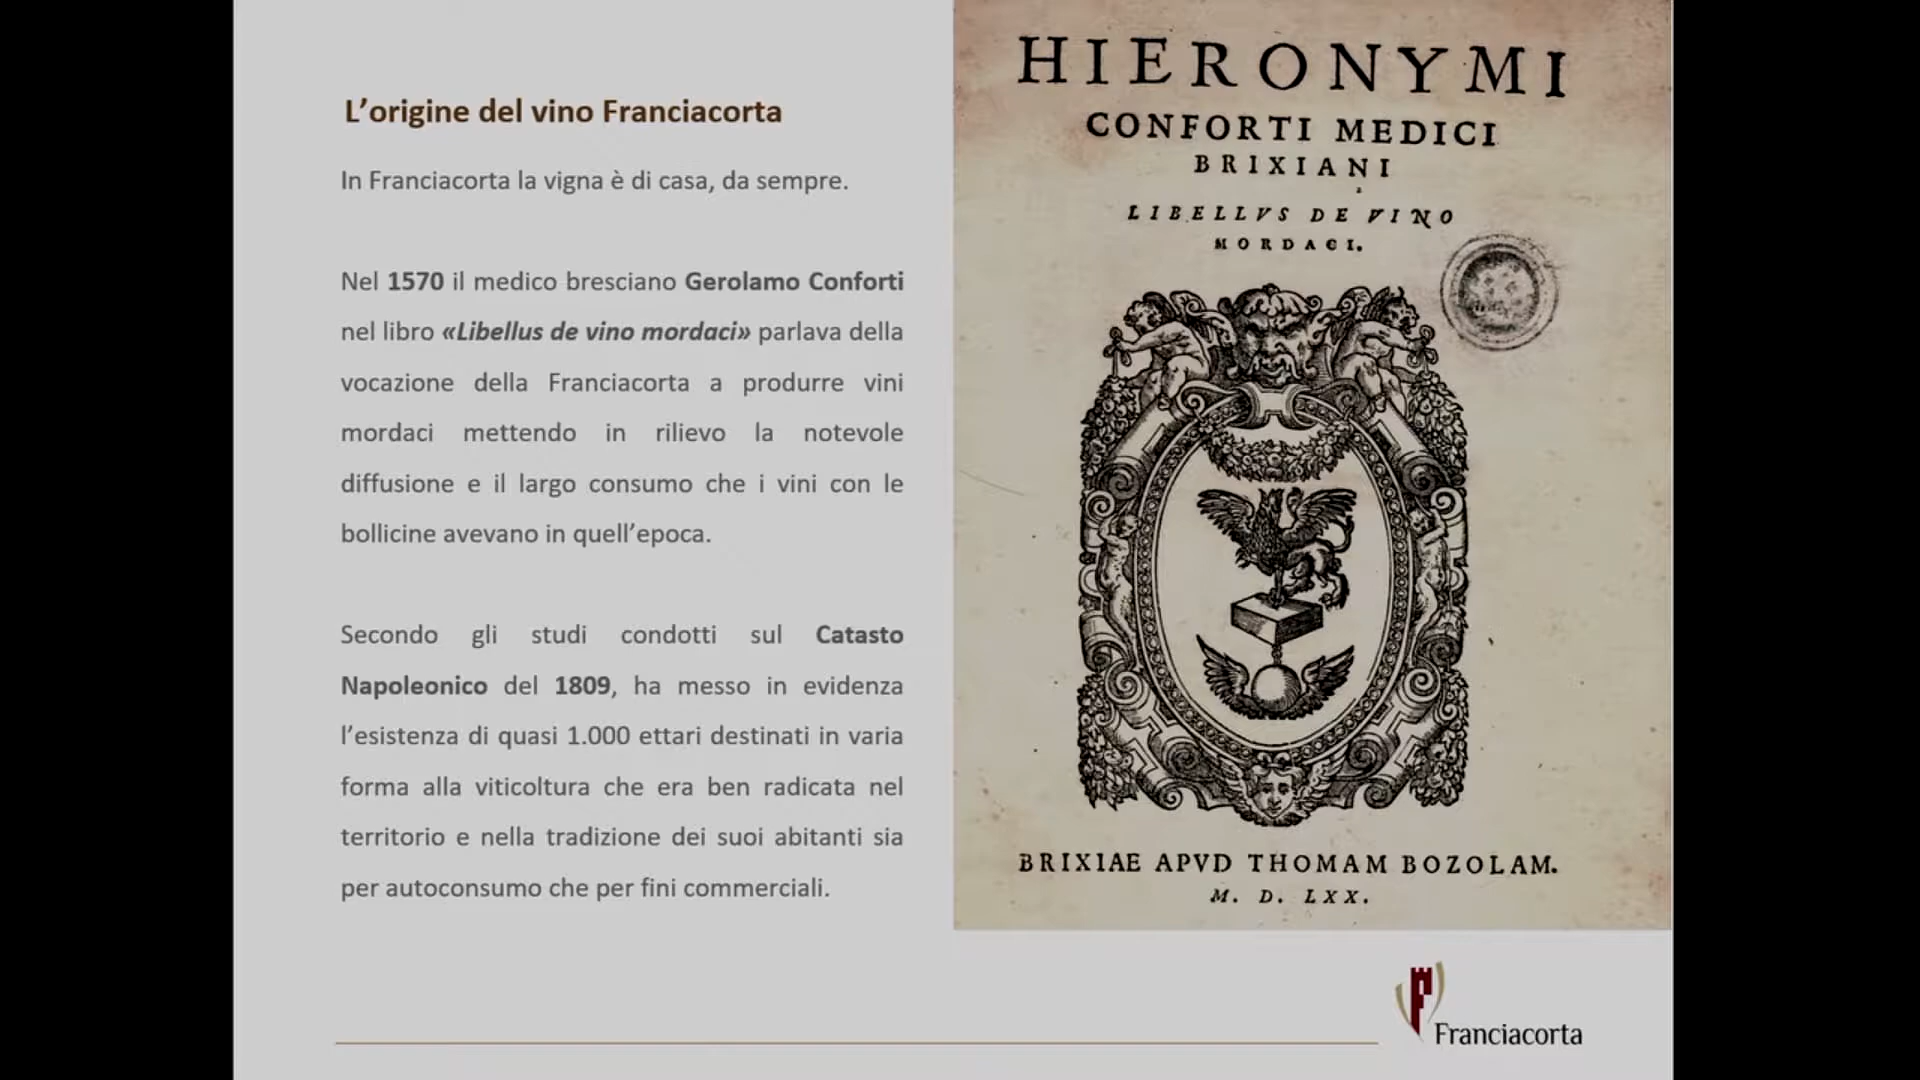 L'origine del vino Franciacorta
In Franciacorta la vigna è di casa, da sempre.
Nel 1570 il medico bresciano Gerolamo Conforti
nel libro «Libellus de vino mordaci» parlava della
vocazione della Franciacorta a produrre vini
mordaci mettendo in rilievo la notevole
diffusione e il largo consumo che i vini con le
bollicine avevano in quell'epoca.
Secondo gli studi condotti sul Catasto
Napoleonico del 1809, ha messo in evidenza
l'esistenza di quasi 1.000 ettari destinati in varia
forma alla viticoltura che era ben radicata nel
territorio e nella tradizione dei suoi abitanti sia
per autoconsumo che per fini commerciali.
HIERONYMI
CONFORTI MEDICI
BRIXIANI
LIBELLVS DE VINO
MORDACI.
BRIXIAE APVD THOMAM BOZOLAM.
M. D. LXX.
Franciacorta